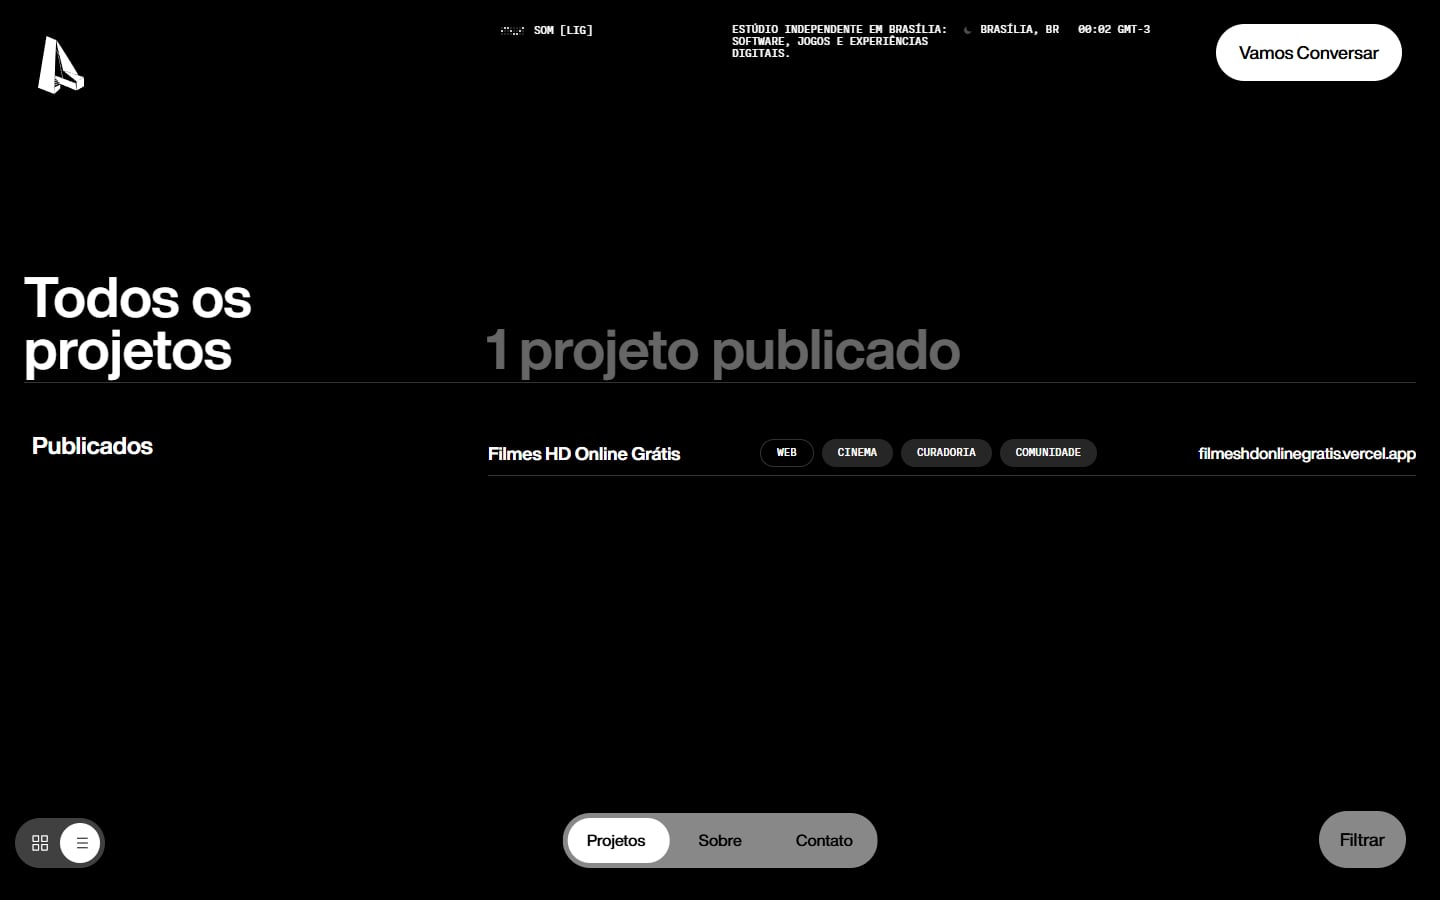 SOM [LIG]
ESTÚDIO INDEPENDENTE EM BRASÍLIA:
SOFTWARE, JOGOS E EXPERIÊNCIAS
DIGITAIS.
BRASÍLIA, BR
00:02 GMT-3
Vamos Conversar
Todos os
projetos
1 projeto publicado
Publicados
Filmes HD Online Grátis
WEB
CINEMA
CURADORIA
COMUNIDADE
filmeshdonlinegratis.vercel.app
Projetos
Sobre
Contato
Filtrar